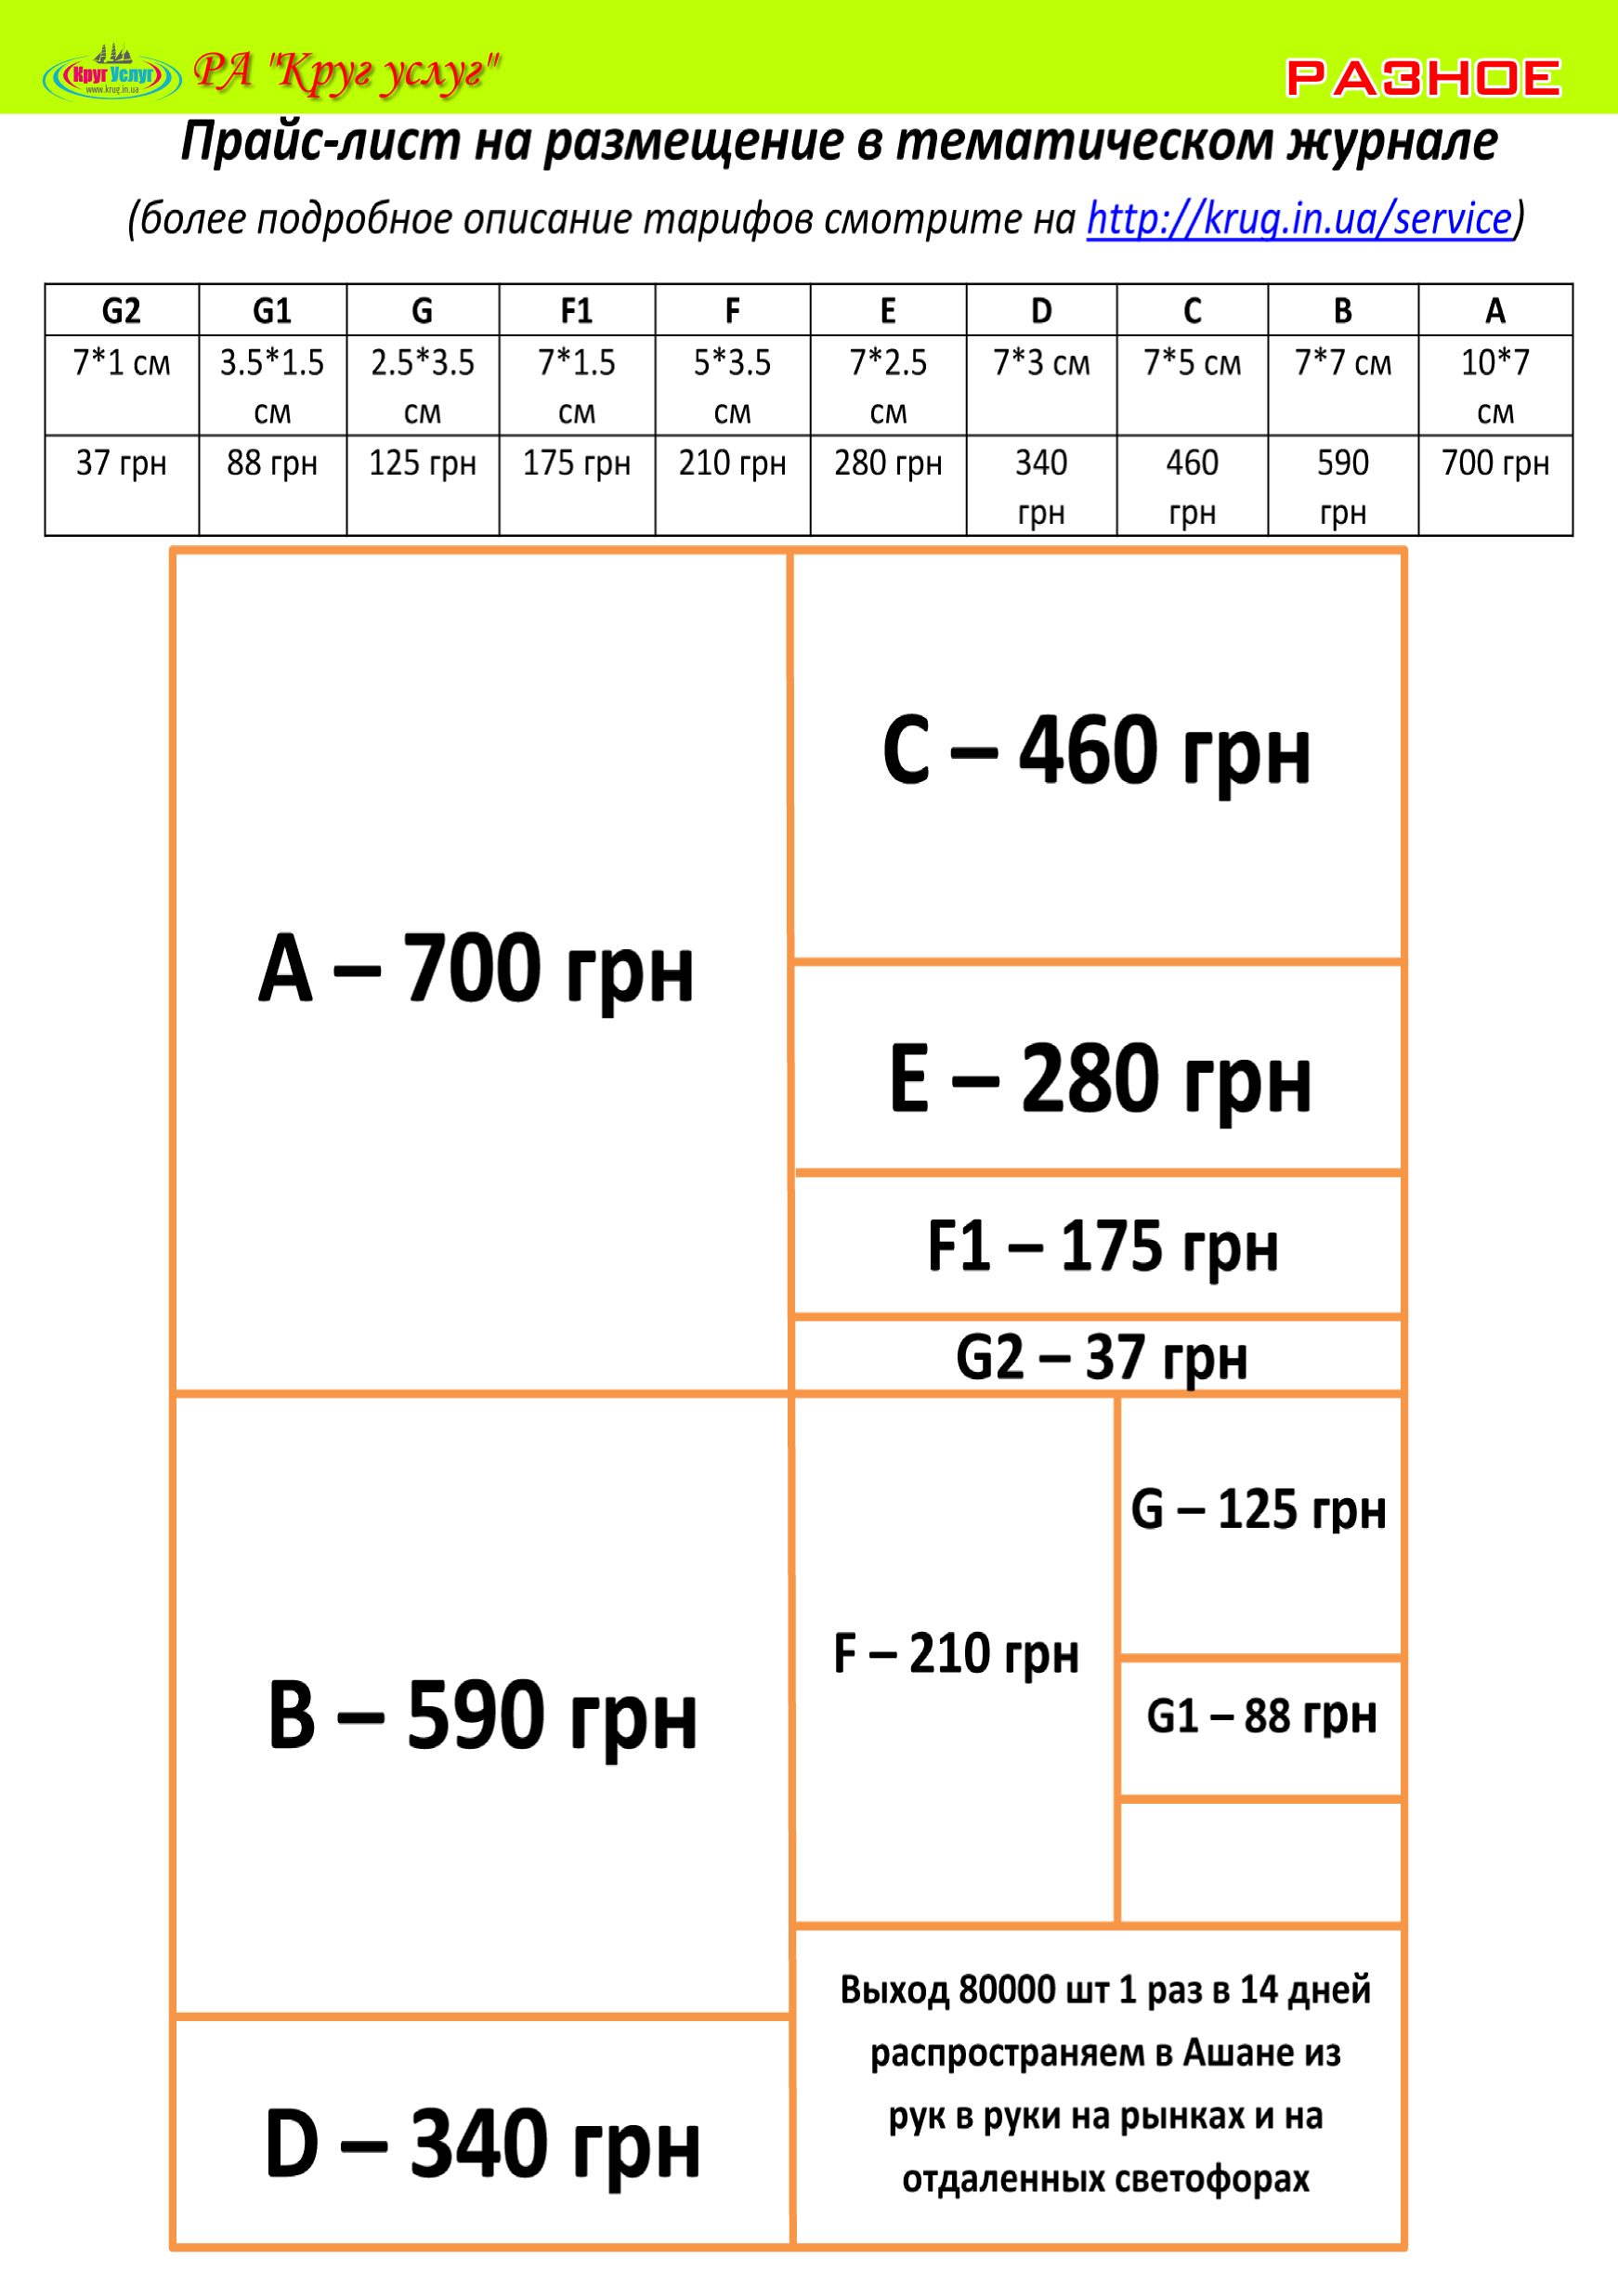 Круг Услуг
www.krug.in.ua
РА "Круг услуг"
РАЗНОЕ
Прайс-лист на размещение в тематическом журнале
(более подробное описание тарифов смотрите на http://krug.in.ua/service)
G2 G1 G F1 F E D C B A
7*1 см 3.5*1.5 см 2.5*3.5 см 7*1.5 см 5*3.5 см 7*2.5 см 7*3 см 7*5 см 7*7 см 10*7 см
37 грн 88 грн 125 грн 175 грн 210 грн 280 грн 340 грн 460 грн 590 грн 700 грн
A – 700 грн
C – 460 грн
E – 280 грн
F1 – 175 грн
G2 – 37 грн
B – 590 грн
F – 210 грн
G – 125 грн
G1 – 88 грн
D – 340 грн
Выход 80000 шт 1 раз в 14 дней
распространяем в Ашане из
рук в руки на рынках и на
отдаленных светофорах